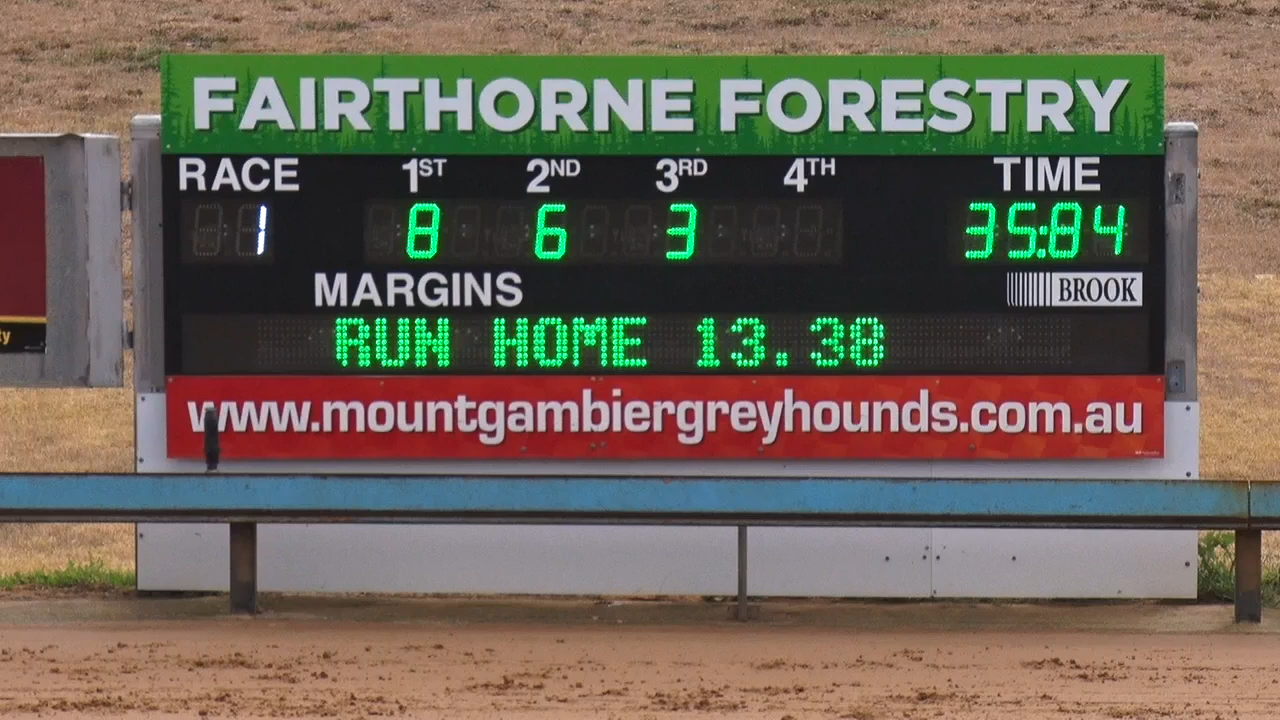 FAIRTHORNE FORESTRY
RACE 1ST 2ND 3RD 4TH TIME
1 8 6 3 35:84
MARGINS BROOK
RUN HOME 13.38
www.mountgambiergreyhounds.com.au
ty